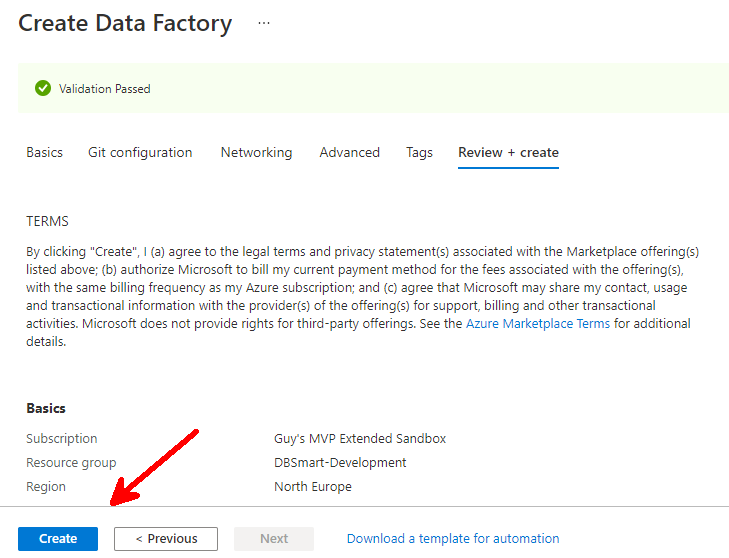 Create Data Factory ...
Validation Passed
Basics Git configuration Networking Advanced Tags Review + create
TERMS
By clicking "Create", I (a) agree to the legal terms and privacy statement(s) associated with the Marketplace offering(s)
listed above; (b) authorize Microsoft to bill my current payment method for the fees associated with the offering(s),
with the same billing frequency as my Azure subscription; and (c) agree that Microsoft may share my contact, usage
and transactional information with the provider(s) of the offering(s) for support, billing and other transactional
activities. Microsoft does not provide rights for third-party offerings. See the Azure Marketplace Terms for additional
details.
Basics
Subscription Guy's MVP Extended Sandbox
Resource group DBSmart-Development
Region North Europe
Create < Previous Next Download a template for automation